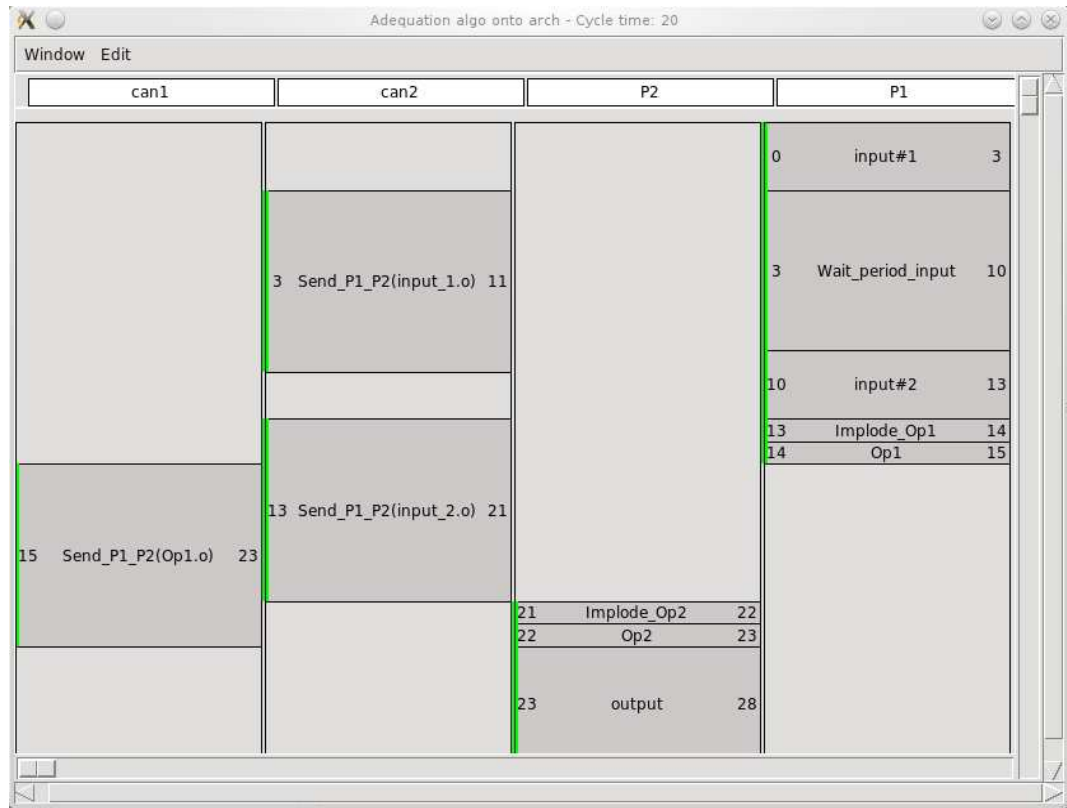 Adequation algo onto arch - Cycle time: 20
Window Edit
can1 can2 P2 P1
0 input#1 3
3 Send_P1_P2(input_1.o) 11
3 Wait_period_input 10
10 input#2 13
13 Implode_Op1 14
14 Op1 15
13 Send_P1_P2(input_2.o) 21
15 Send_P1_P2(Op1.o) 23
21 Implode_Op2 22
22 Op2 23
23 output 28